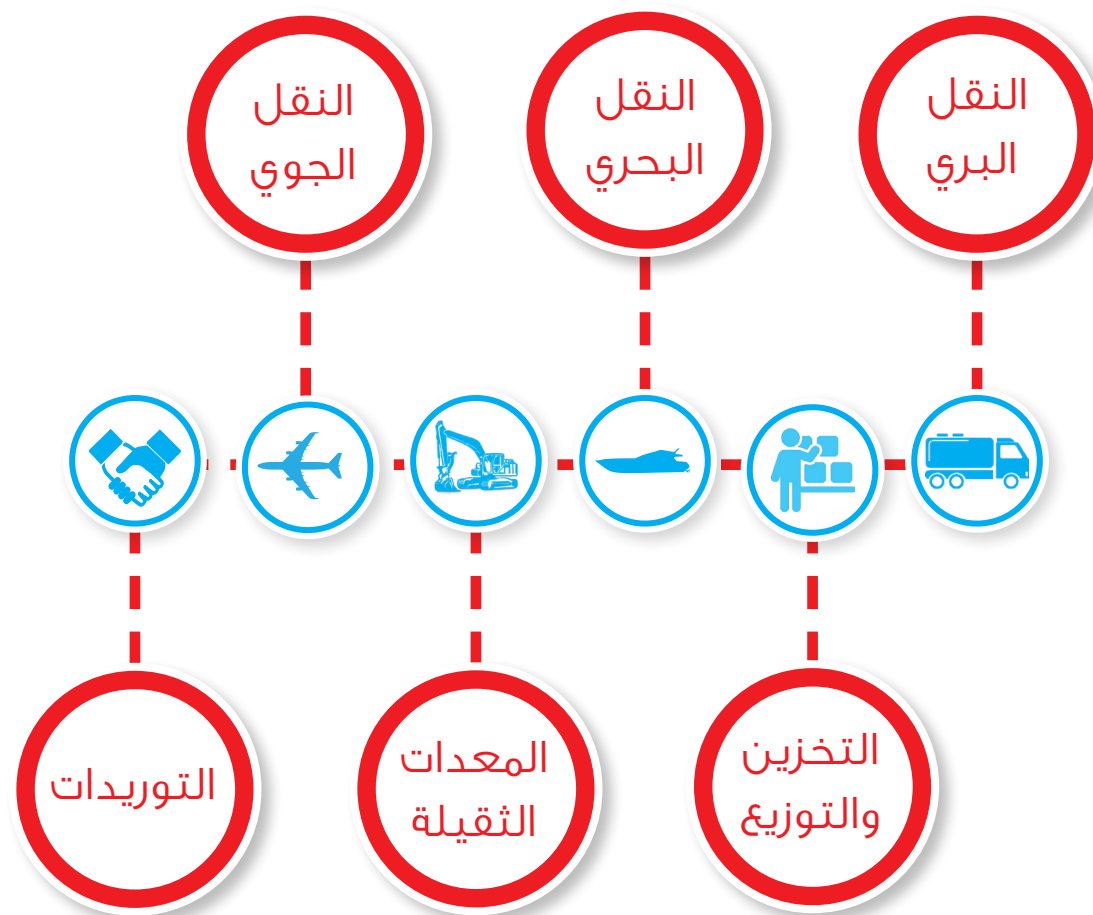 النقل
البري
النقل
البحري
النقل
الجوي
التخزين
والتوزيع
المعدات
الثقيلة
التوريدات